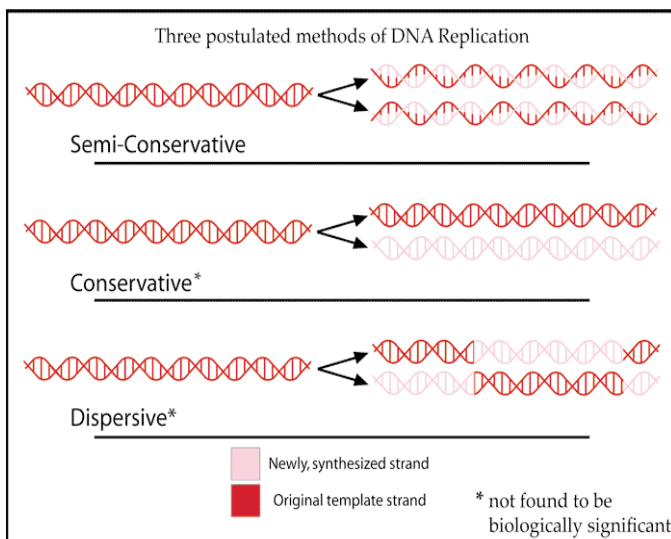 Three postulated methods of DNA Replication
Semi-Conservative
Conservative*
Dispersive*
Newly, synthesized strand
Original template strand
* not found to be
biologically significant